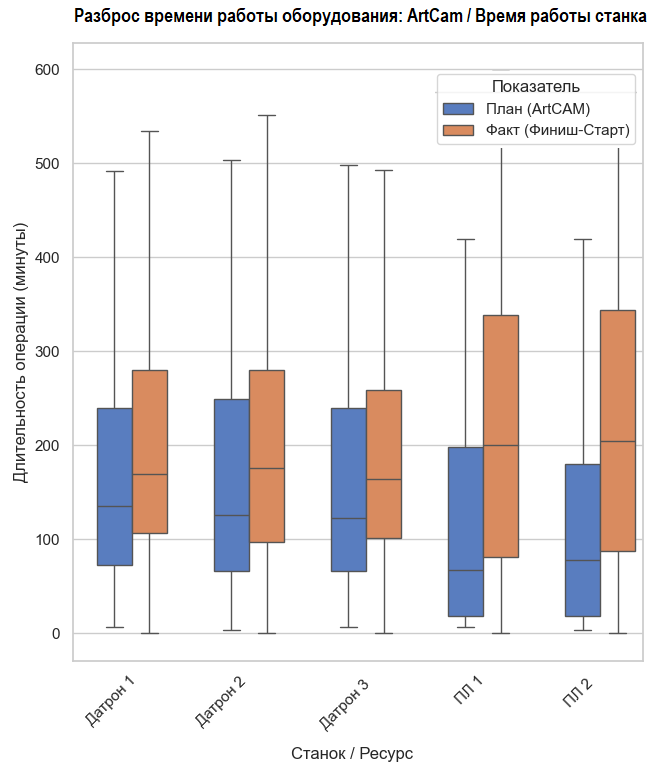 Разброс времени работы оборудования: ArtCam / Время работы станка
Показатель
План (ArtCAM)
Факт (Финиш-Старт)
Длительность операции (минуты)
600
500
400
300
200
100
0
Датрон 1
Датрон 2
Датрон 3
ПЛ 1
ПЛ 2
Станок / Ресурс